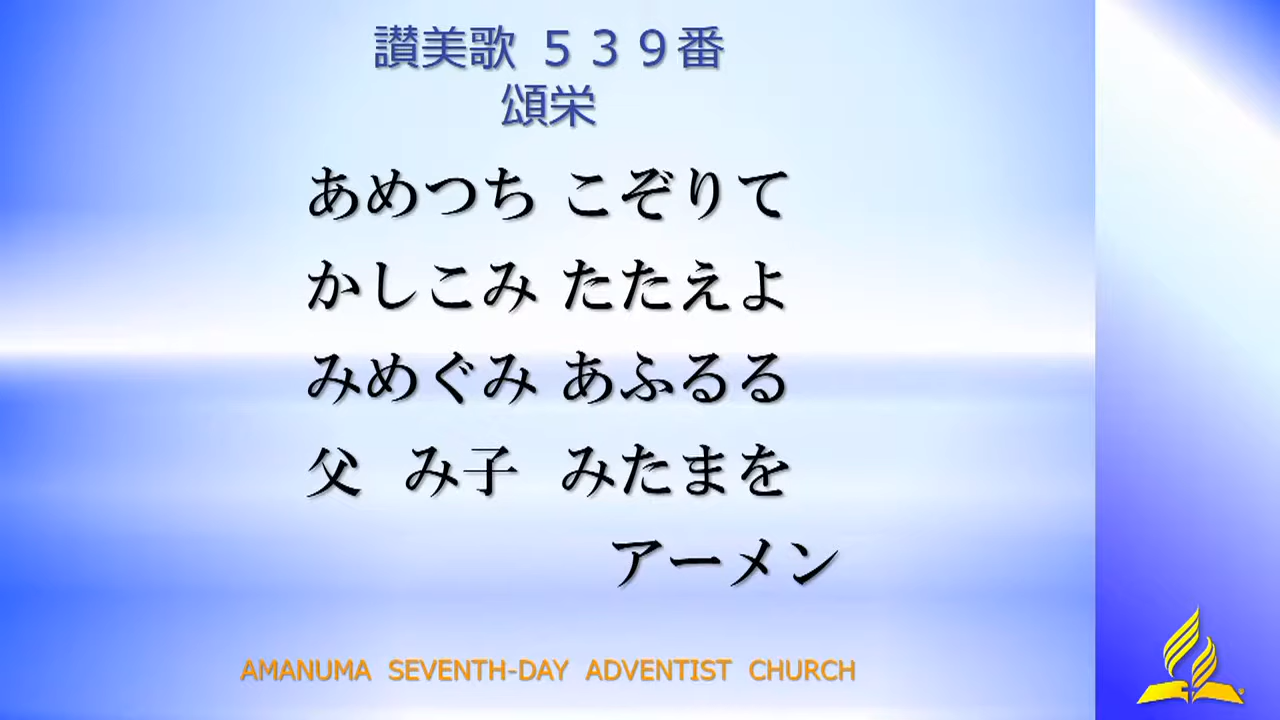 讃美歌 ５３９番
頌栄
あめつち こぞりて
かしこみ たたえよ
みめぐみ あふるる
父 み子 みたまを
アーメン
AMANUMA SEVENTH-DAY ADVENTIST CHURCH